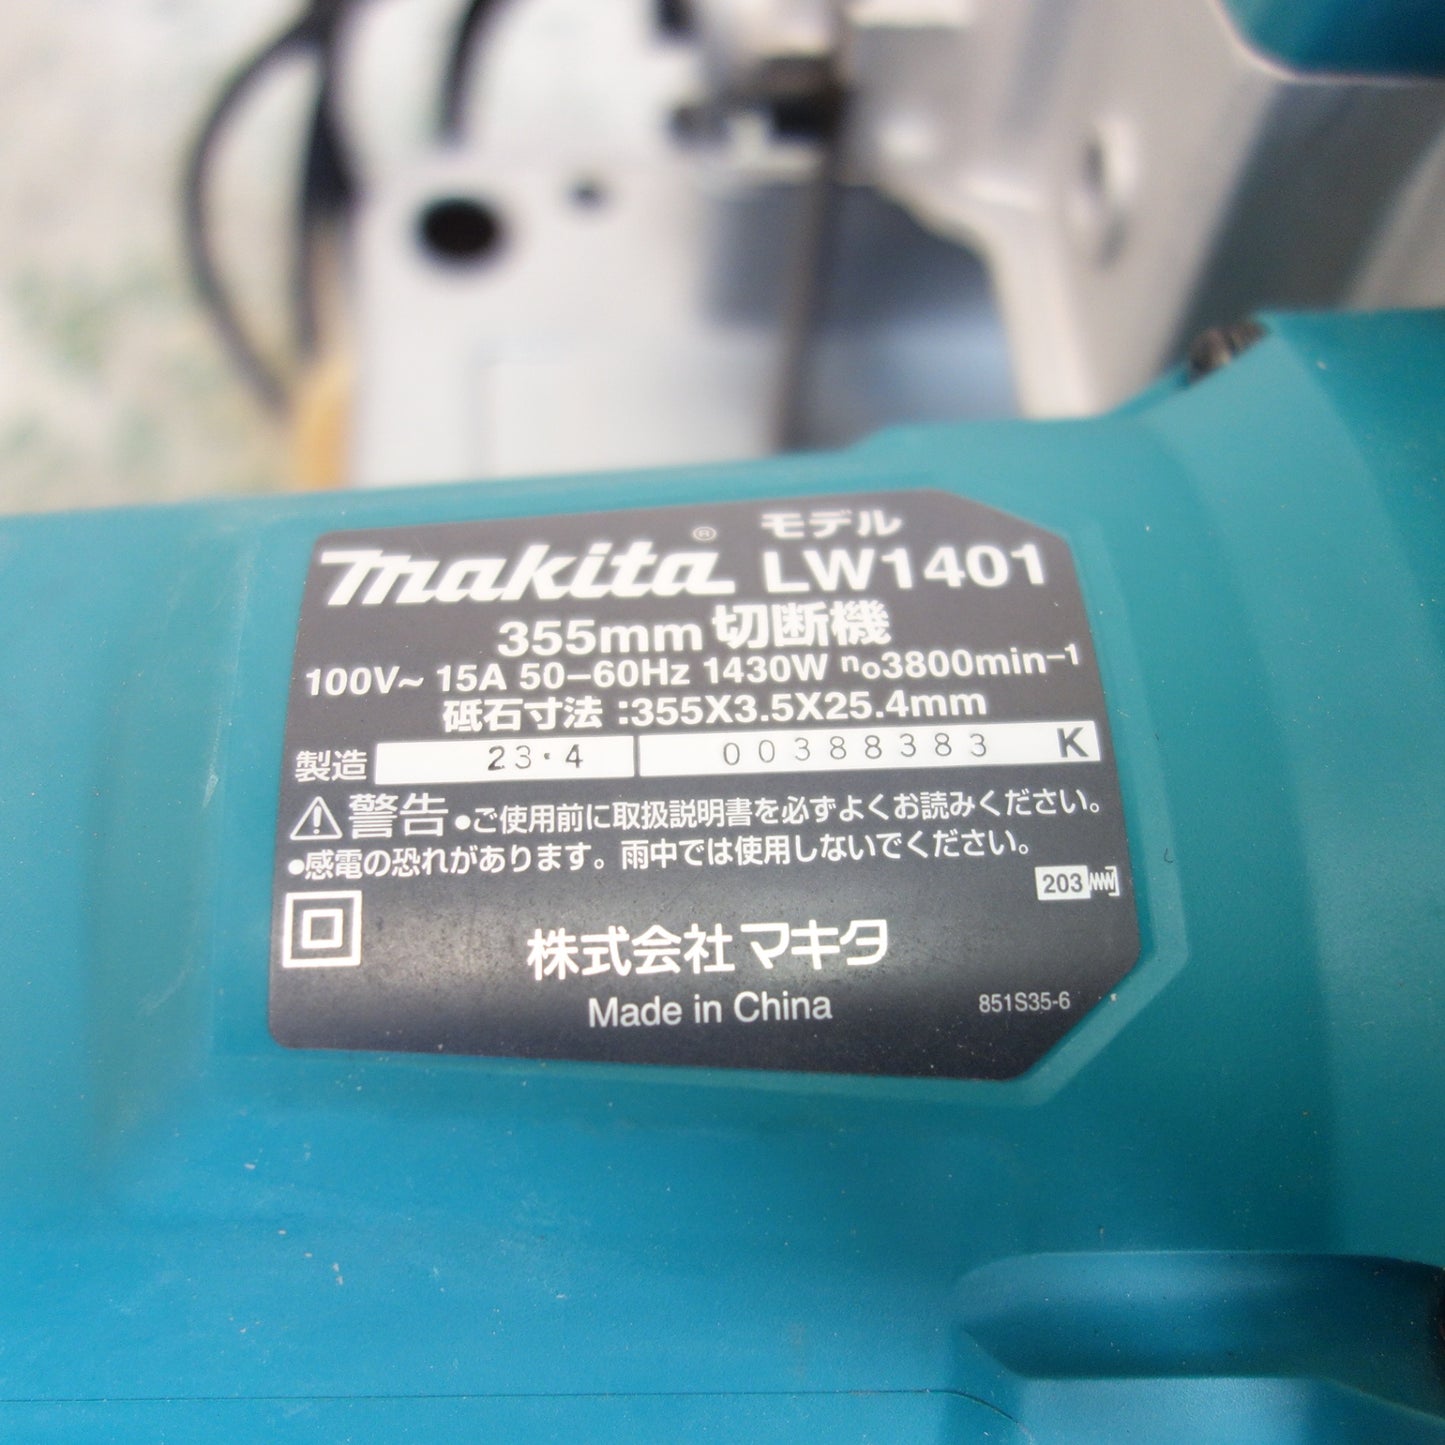 makita® モデル LW1401
355mm 切断機
100V~ 15A 50-60Hz 1430W no3800min-1
砥石寸法:355X3.5X25.4mm
製造 23.4 00388383 K
⚠警告 •ご使用前に取扱説明書を必ずよくお読みください。
•感電の恐れがあります。雨中では使用しないでください。
203
株式会社マキタ
Made in China 851S35-6